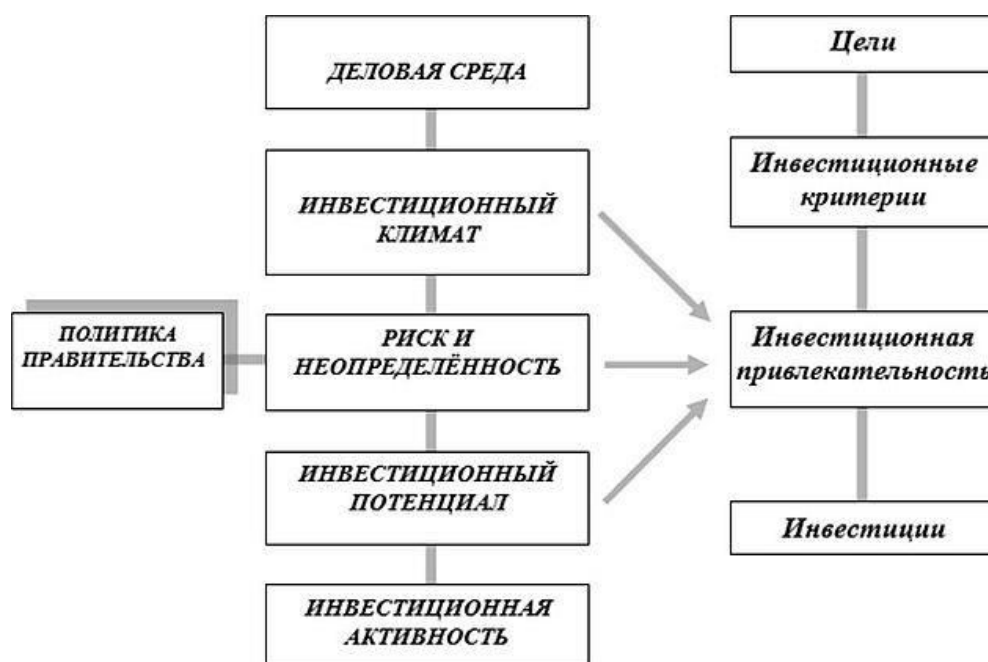 ДЕЛОВАЯ СРЕДА
ИНВЕСТИЦИОННЫЙ
КЛИМАТ
ПОЛИТИКА
ПРАВИТЕЛЬСТВА
РИСК И
НЕОПРЕДЕЛЁННОСТЬ
ИНВЕСТИЦИОННЫЙ
ПОТЕНЦИАЛ
ИНВЕСТИЦИОННАЯ
АКТИВНОСТЬ
Цели
Инвестиционные
критерии
Инвестиционная
привлекательность
Инвестиции